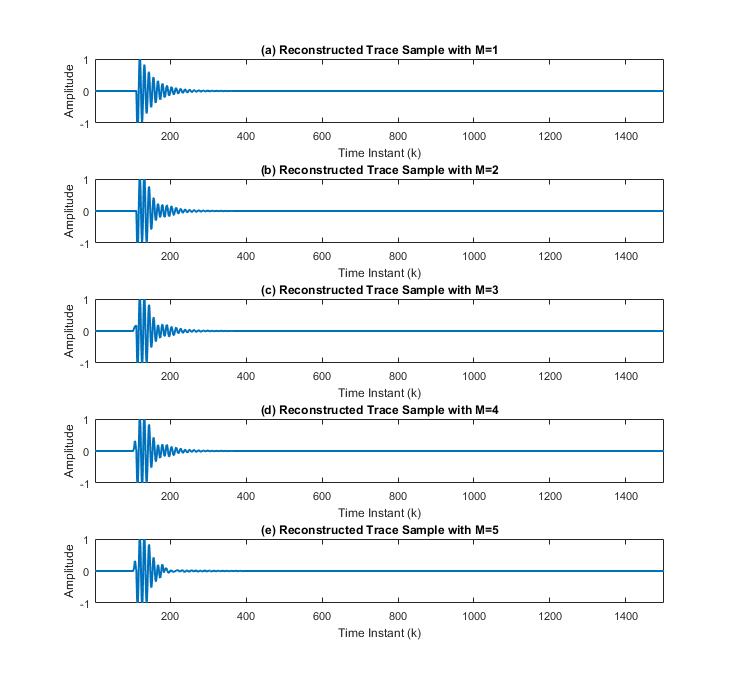 (a) Reconstructed Trace Sample with M=1
1
Amplitude
0
-1
200 400 600 800 1000 1200 1400
Time Instant (k)
(b) Reconstructed Trace Sample with M=2
1
Amplitude
0
-1
200 400 600 800 1000 1200 1400
Time Instant (k)
(c) Reconstructed Trace Sample with M=3
1
Amplitude
0
-1
200 400 600 800 1000 1200 1400
Time Instant (k)
(d) Reconstructed Trace Sample with M=4
1
Amplitude
0
-1
200 400 600 800 1000 1200 1400
Time Instant (k)
(e) Reconstructed Trace Sample with M=5
1
Amplitude
0
-1
200 400 600 800 1000 1200 1400
Time Instant (k)